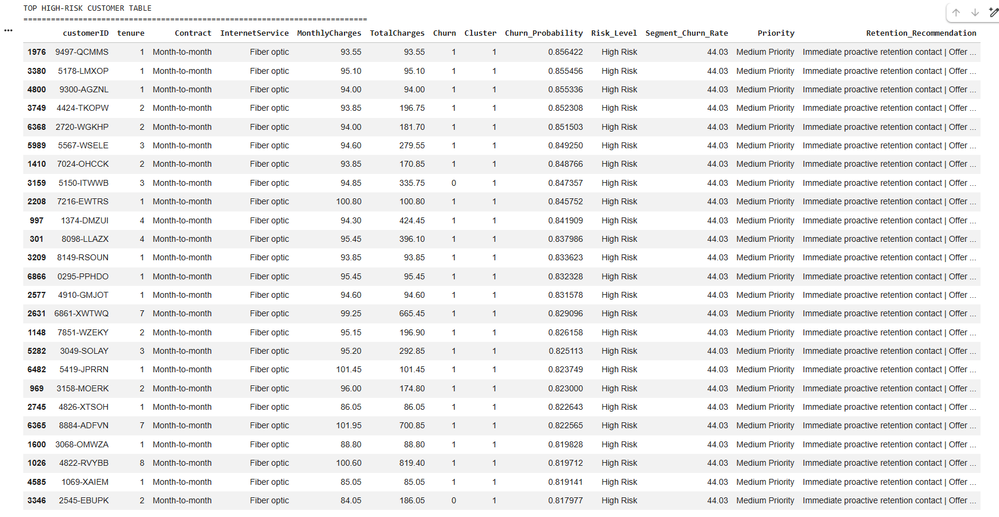 TOP HIGH-RISK CUSTOMER TABLE
================================================================================
...
customerID tenure Contract InternetService MonthlyCharges TotalCharges Churn Cluster Churn_Probability Risk_Level Segment_Churn_Rate Priority Retention_Recommendation
1976 9497-QCMMS 1 Month-to-month Fiber optic 93.55 93.55 1 1 0.856422 High Risk 44.03 Medium Priority Immediate proactive retention contact | Offer ...
3380 5178-LMXOP 1 Month-to-month Fiber optic 95.10 95.10 1 1 0.855456 High Risk 44.03 Medium Priority Immediate proactive retention contact | Offer ...
4800 9300-AGZNL 1 Month-to-month Fiber optic 94.00 94.00 1 1 0.855336 High Risk 44.03 Medium Priority Immediate proactive retention contact | Offer ...
3749 4424-TKOPW 2 Month-to-month Fiber optic 93.85 196.75 1 1 0.852308 High Risk 44.03 Medium Priority Immediate proactive retention contact | Offer ...
6368 2720-WGKHP 2 Month-to-month Fiber optic 94.00 181.70 1 1 0.851503 High Risk 44.03 Medium Priority Immediate proactive retention contact | Offer ...
5989 5567-WSELE 3 Month-to-month Fiber optic 94.60 279.55 1 1 0.849250 High Risk 44.03 Medium Priority Immediate proactive retention contact | Offer ...
1410 7024-OHCCK 2 Month-to-month Fiber optic 93.85 170.85 1 1 0.848766 High Risk 44.03 Medium Priority Immediate proactive retention contact | Offer ...
3159 5150-ITWWB 3 Month-to-month Fiber optic 94.85 335.75 0 1 0.847357 High Risk 44.03 Medium Priority Immediate proactive retention contact | Offer ...
2208 7216-EWTRS 1 Month-to-month Fiber optic 100.80 100.80 1 1 0.845752 High Risk 44.03 Medium Priority Immediate proactive retention contact | Offer ...
997 1374-DMZUI 4 Month-to-month Fiber optic 94.30 424.45 1 1 0.841909 High Risk 44.03 Medium Priority Immediate proactive retention contact | Offer ...
301 8098-LLAZX 4 Month-to-month Fiber optic 95.45 396.10 1 1 0.837986 High Risk 44.03 Medium Priority Immediate proactive retention contact | Offer ...
3209 8149-RSOUN 1 Month-to-month Fiber optic 93.85 93.85 1 1 0.833623 High Risk 44.03 Medium Priority Immediate proactive retention contact | Offer ...
6866 0295-PPHDO 1 Month-to-month Fiber optic 95.45 95.45 1 1 0.832328 High Risk 44.03 Medium Priority Immediate proactive retention contact | Offer ...
2577 4910-GMJOT 1 Month-to-month Fiber optic 94.60 94.60 1 1 0.831578 High Risk 44.03 Medium Priority Immediate proactive retention contact | Offer ...
2631 6861-XWTWQ 7 Month-to-month Fiber optic 99.25 665.45 1 1 0.829096 High Risk 44.03 Medium Priority Immediate proactive retention contact | Offer ...
1148 7851-WZEKY 2 Month-to-month Fiber optic 95.15 196.90 1 1 0.826158 High Risk 44.03 Medium Priority Immediate proactive retention contact | Offer ...
5282 3049-SOLAY 3 Month-to-month Fiber optic 95.20 292.85 1 1 0.825113 High Risk 44.03 Medium Priority Immediate proactive retention contact | Offer ...
6482 5419-JPRRN 1 Month-to-month Fiber optic 101.45 101.45 1 1 0.823749 High Risk 44.03 Medium Priority Immediate proactive retention contact | Offer ...
969 3158-MOERK 2 Month-to-month Fiber optic 96.00 174.80 1 1 0.823000 High Risk 44.03 Medium Priority Immediate proactive retention contact | Offer ...
2745 4826-XTSOH 1 Month-to-month Fiber optic 86.05 86.05 1 1 0.822643 High Risk 44.03 Medium Priority Immediate proactive retention contact | Offer ...
6365 8884-ADFVN 7 Month-to-month Fiber optic 101.95 700.85 1 1 0.822565 High Risk 44.03 Medium Priority Immediate proactive retention contact | Offer ...
1600 3068-OMWZA 1 Month-to-month Fiber optic 88.80 88.80 1 1 0.819828 High Risk 44.03 Medium Priority Immediate proactive retention contact | Offer ...
1026 4822-RVYBB 8 Month-to-month Fiber optic 100.60 819.40 1 1 0.819712 High Risk 44.03 Medium Priority Immediate proactive retention contact | Offer ...
4585 1069-XAIEM 1 Month-to-month Fiber optic 85.05 85.05 1 1 0.819141 High Risk 44.03 Medium Priority Immediate proactive retention contact | Offer ...
3346 2545-EBUPK 2 Month-to-month Fiber optic 84.05 186.05 0 1 0.817977 High Risk 44.03 Medium Priority Immediate proactive retention contact | Offer ...